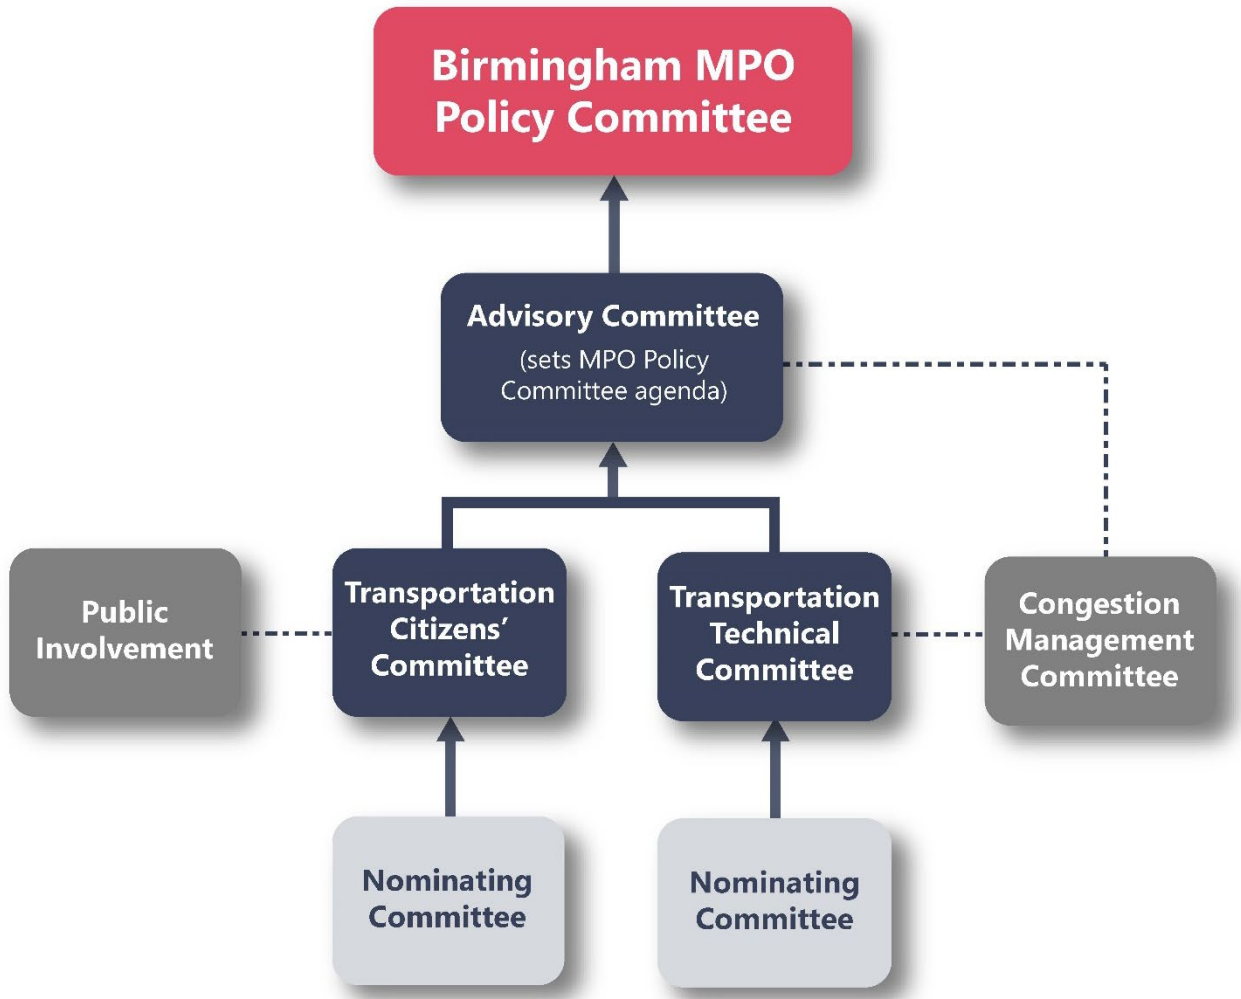 Birmingham MPO
Policy Committee
Advisory Committee
(sets MPO Policy
Committee agenda)
Public
Involvement
Transportation
Citizens’
Committee
Transportation
Technical
Committee
Congestion
Management
Committee
Nominating
Committee
Nominating
Committee